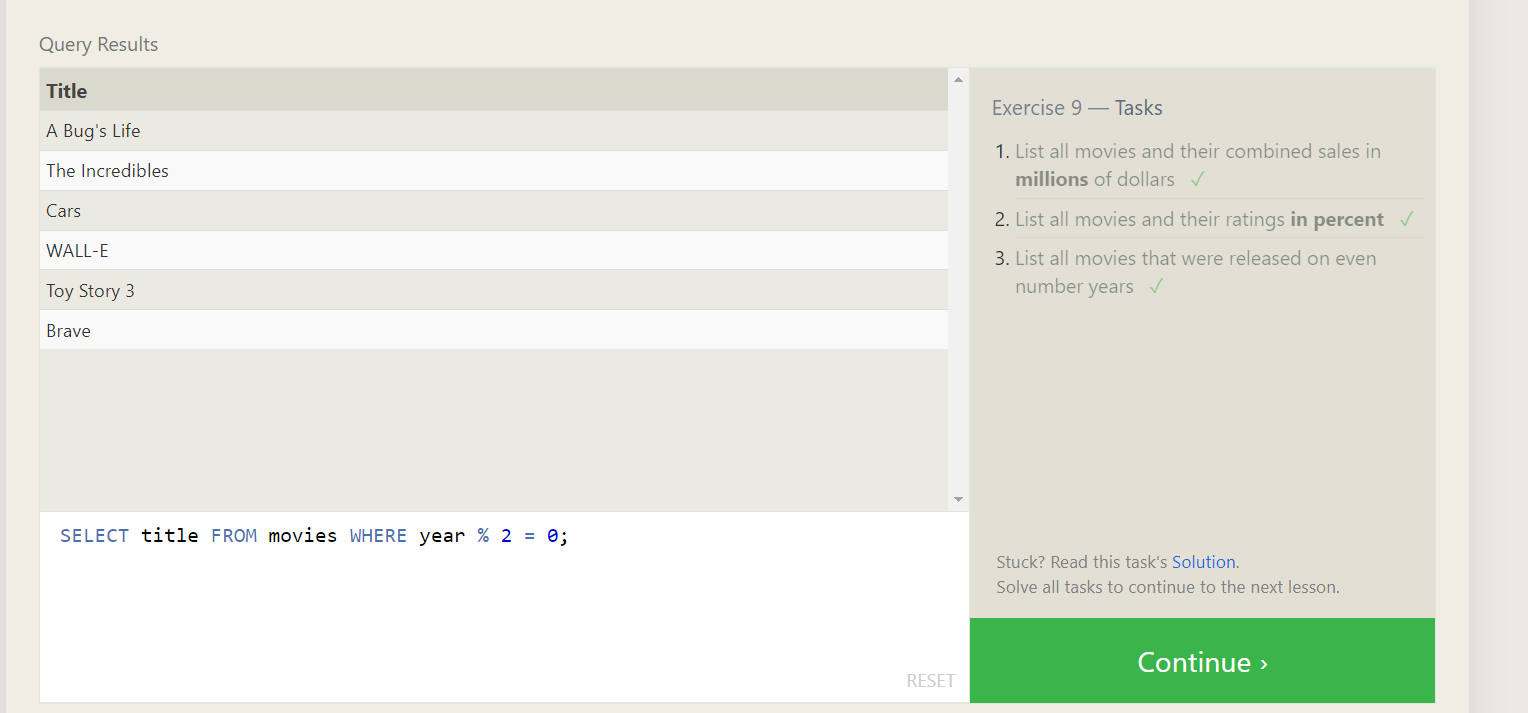 Query Results
Title
A Bug's Life
The Incredibles
Cars
WALL-E
Toy Story 3
Brave
SELECT title FROM movies WHERE year % 2 = 0;
RESET
Exercise 9 — Tasks
1. List all movies and their combined sales in
millions of dollars ✓
2. List all movies and their ratings in percent ✓
3. List all movies that were released on even
number years ✓
Stuck? Read this task's Solution.
Solve all tasks to continue to the next lesson.
Continue ›